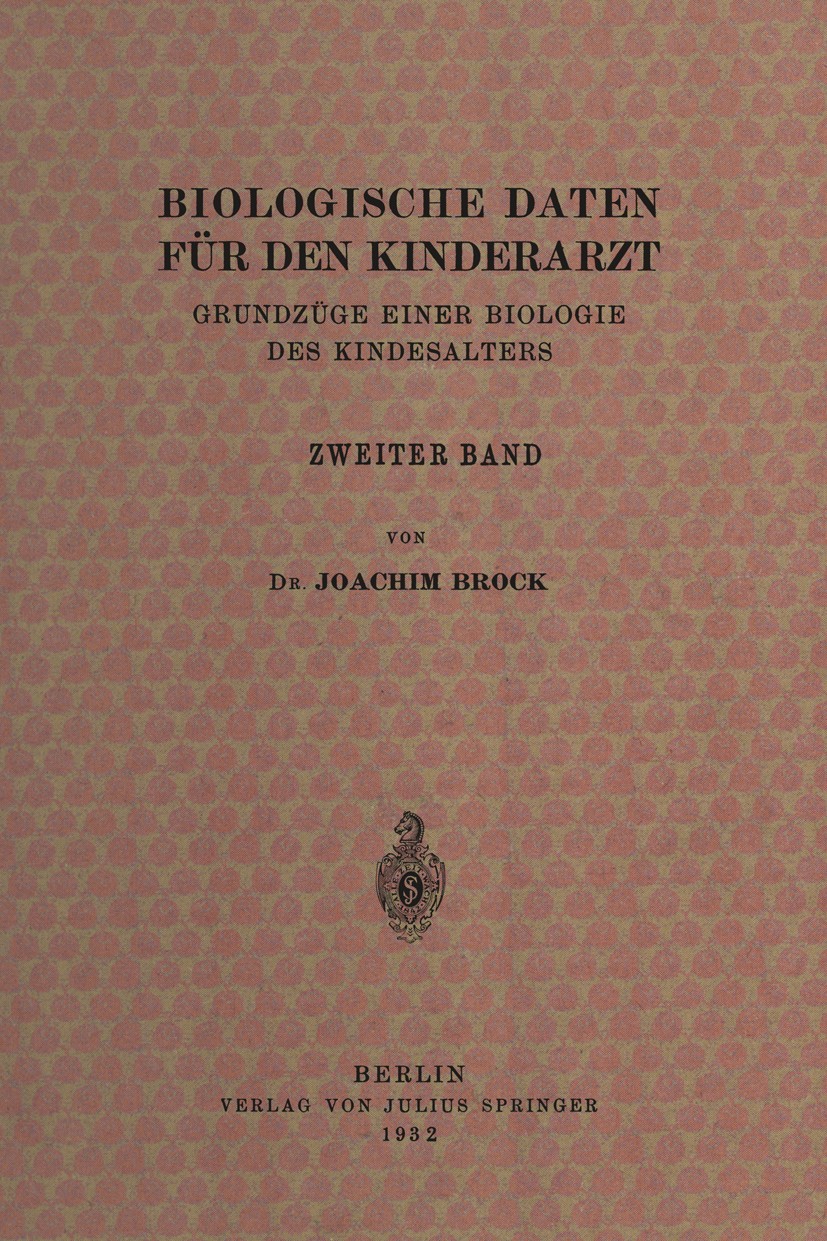 BIOLOGISCHE DATEN
FÜR DEN KINDERARZT
GRUNDZÜGE EINER BIOLOGIE
DES KINDESALTERS
ZWEITER BAND
VON
DR. JOACHIM BROCK
BERLIN
VERLAG VON JULIUS SPRINGER
1932